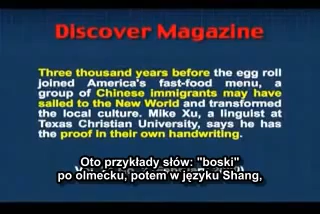 Discover Magazine
Three thousand years before the egg roll
joined America's fast-food menu, a
group of Chinese immigrants may have
sailed to the New World and transformed
the local culture. Mike Xu, a linguist at
Texas Christian University, says he has
the proof in their own handwriting.
Oto przykłady słów: "boski"
po olmecku, potem w języku Shang,